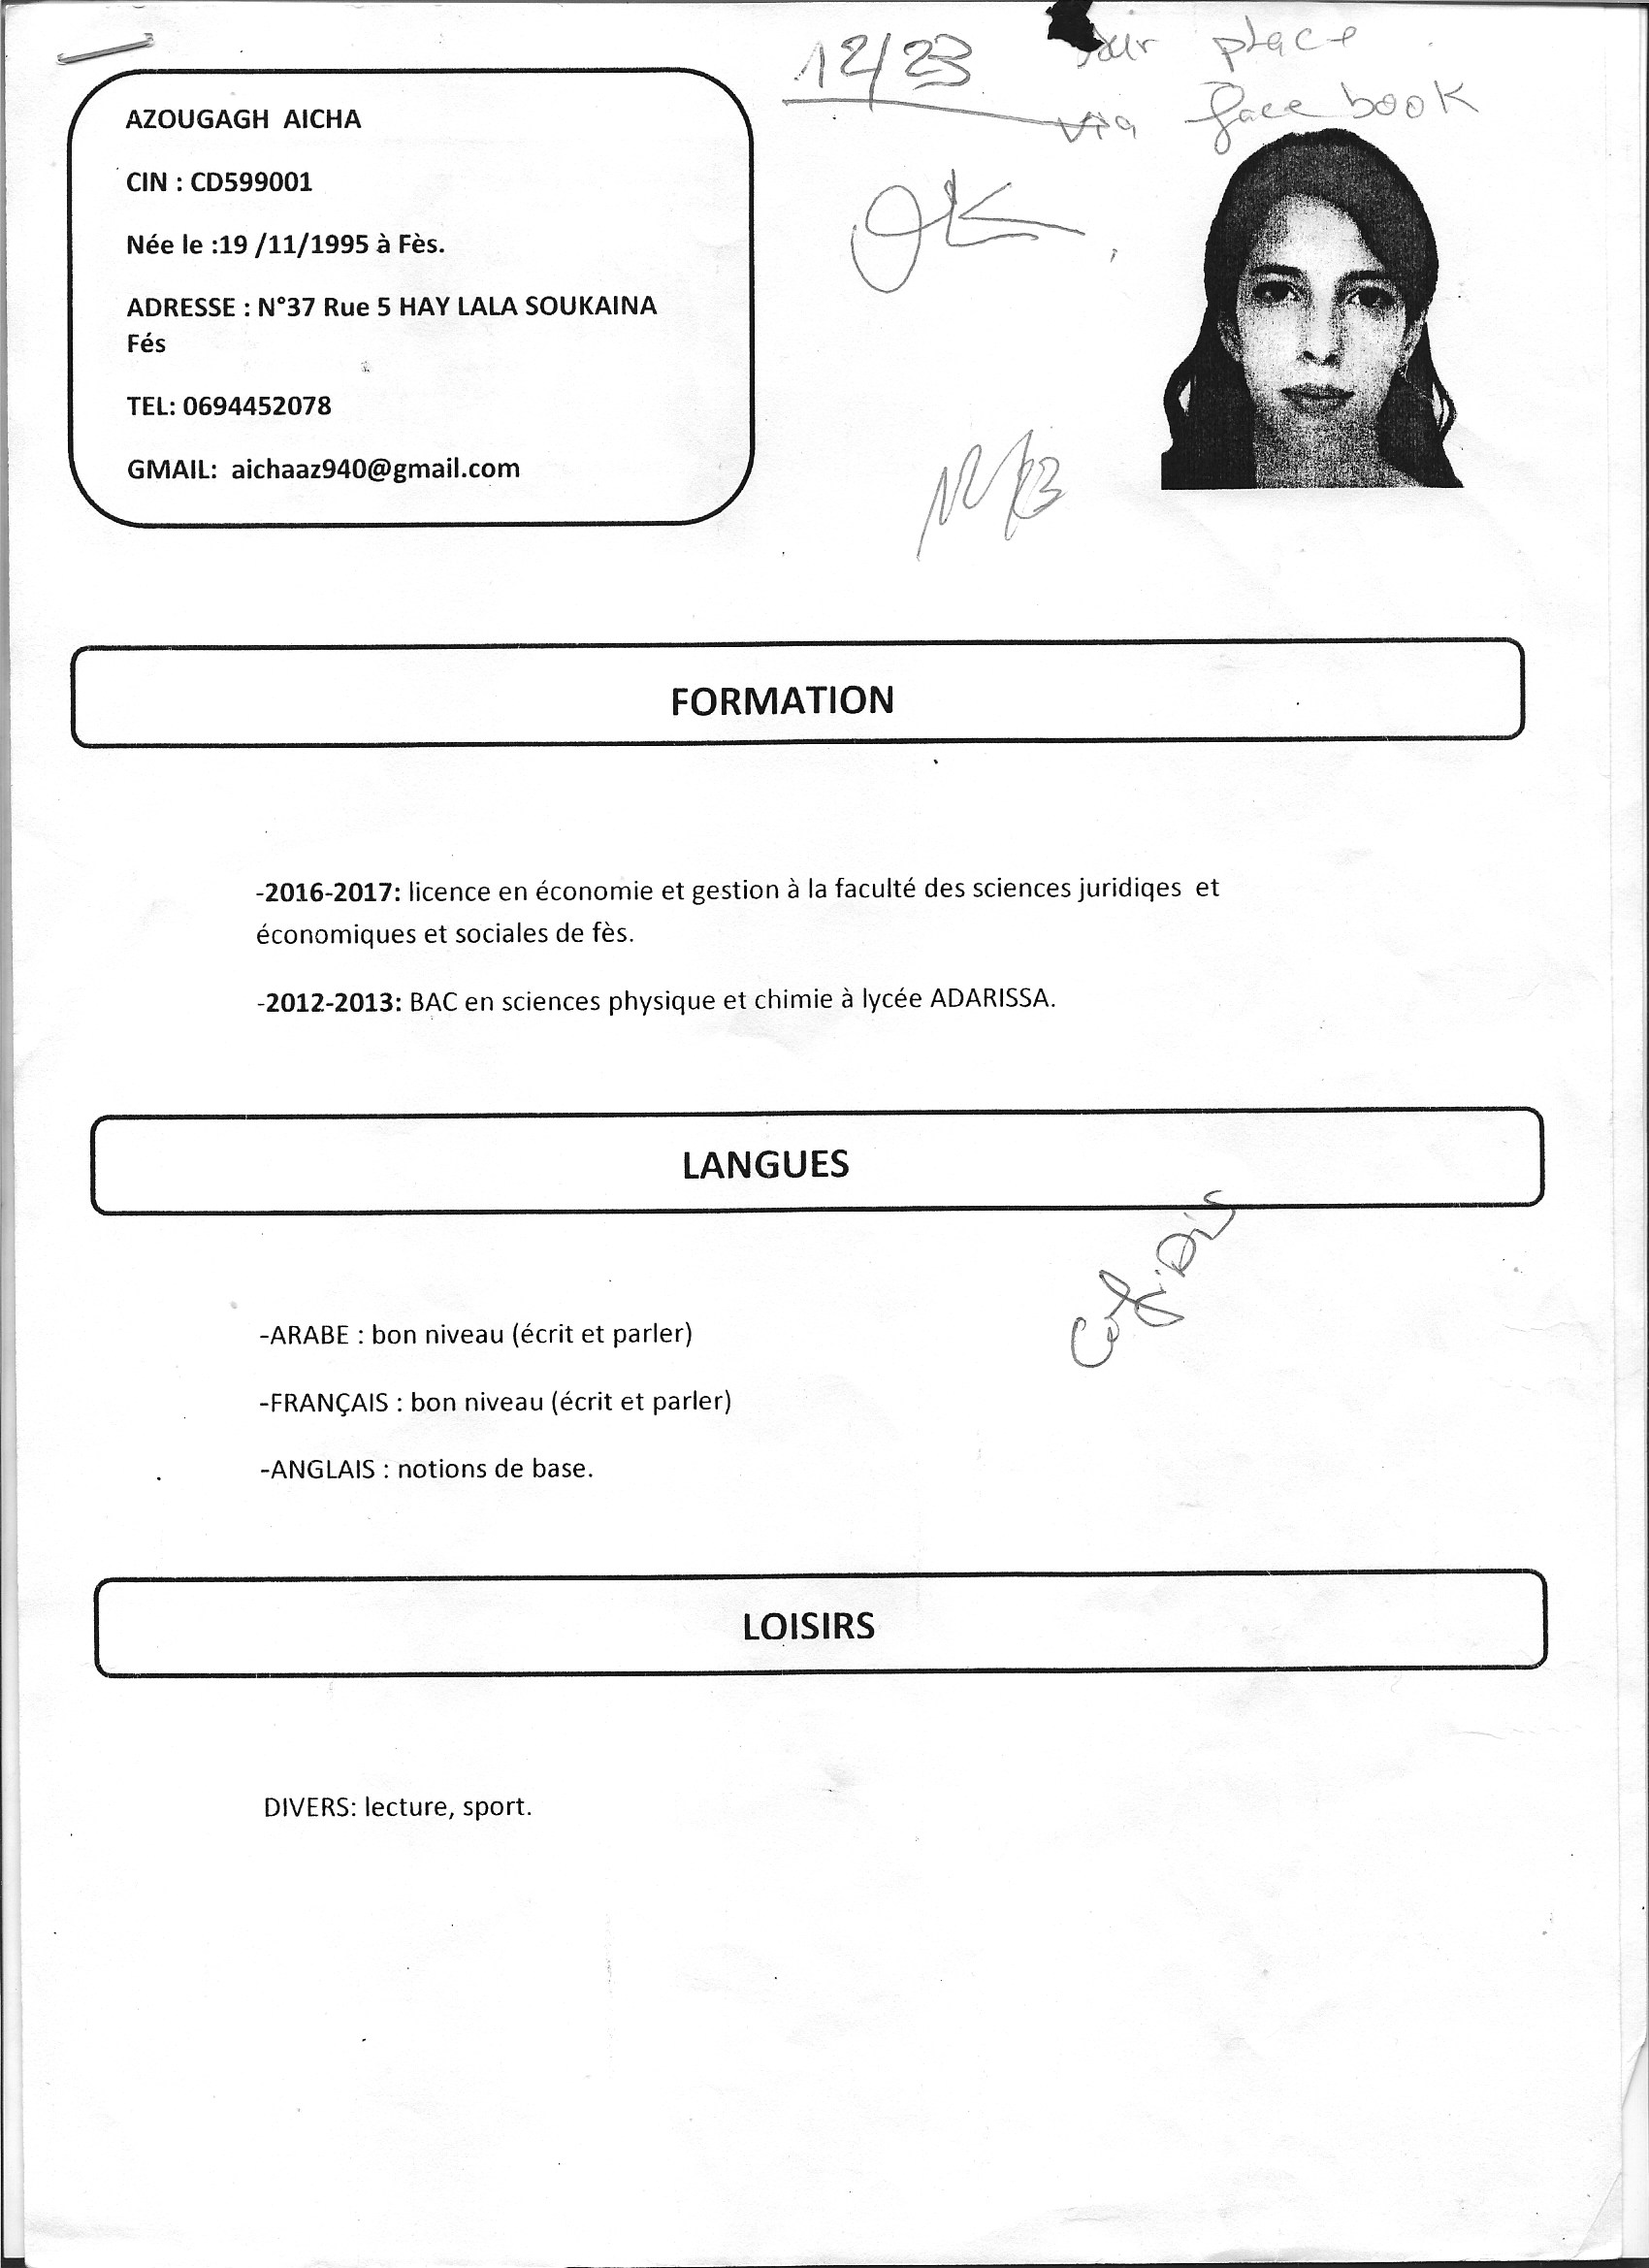 12/23 sur place
via face book
AZOUGAGH AICHA
CIN : CD599001
OK
Née le :19 /11/1995 à Fès.
ADRESSE : N°37 Rue 5 HAY LALA SOUKAINA
Fés
TEL: 0694452078
GMAIL: aichaaz940@gmail.com
FORMATION
-2016-2017: licence en économie et gestion à la faculté des sciences juridiqes et
économiques et sociales de fès.
-2012-2013: BAC en sciences physique et chimie à lycée ADARISSA.
LANGUES
-ARABE : bon niveau (écrit et parler)
-FRANÇAIS : bon niveau (écrit et parler)
-ANGLAIS : notions de base.
LOISIRS
DIVERS: lecture, sport.